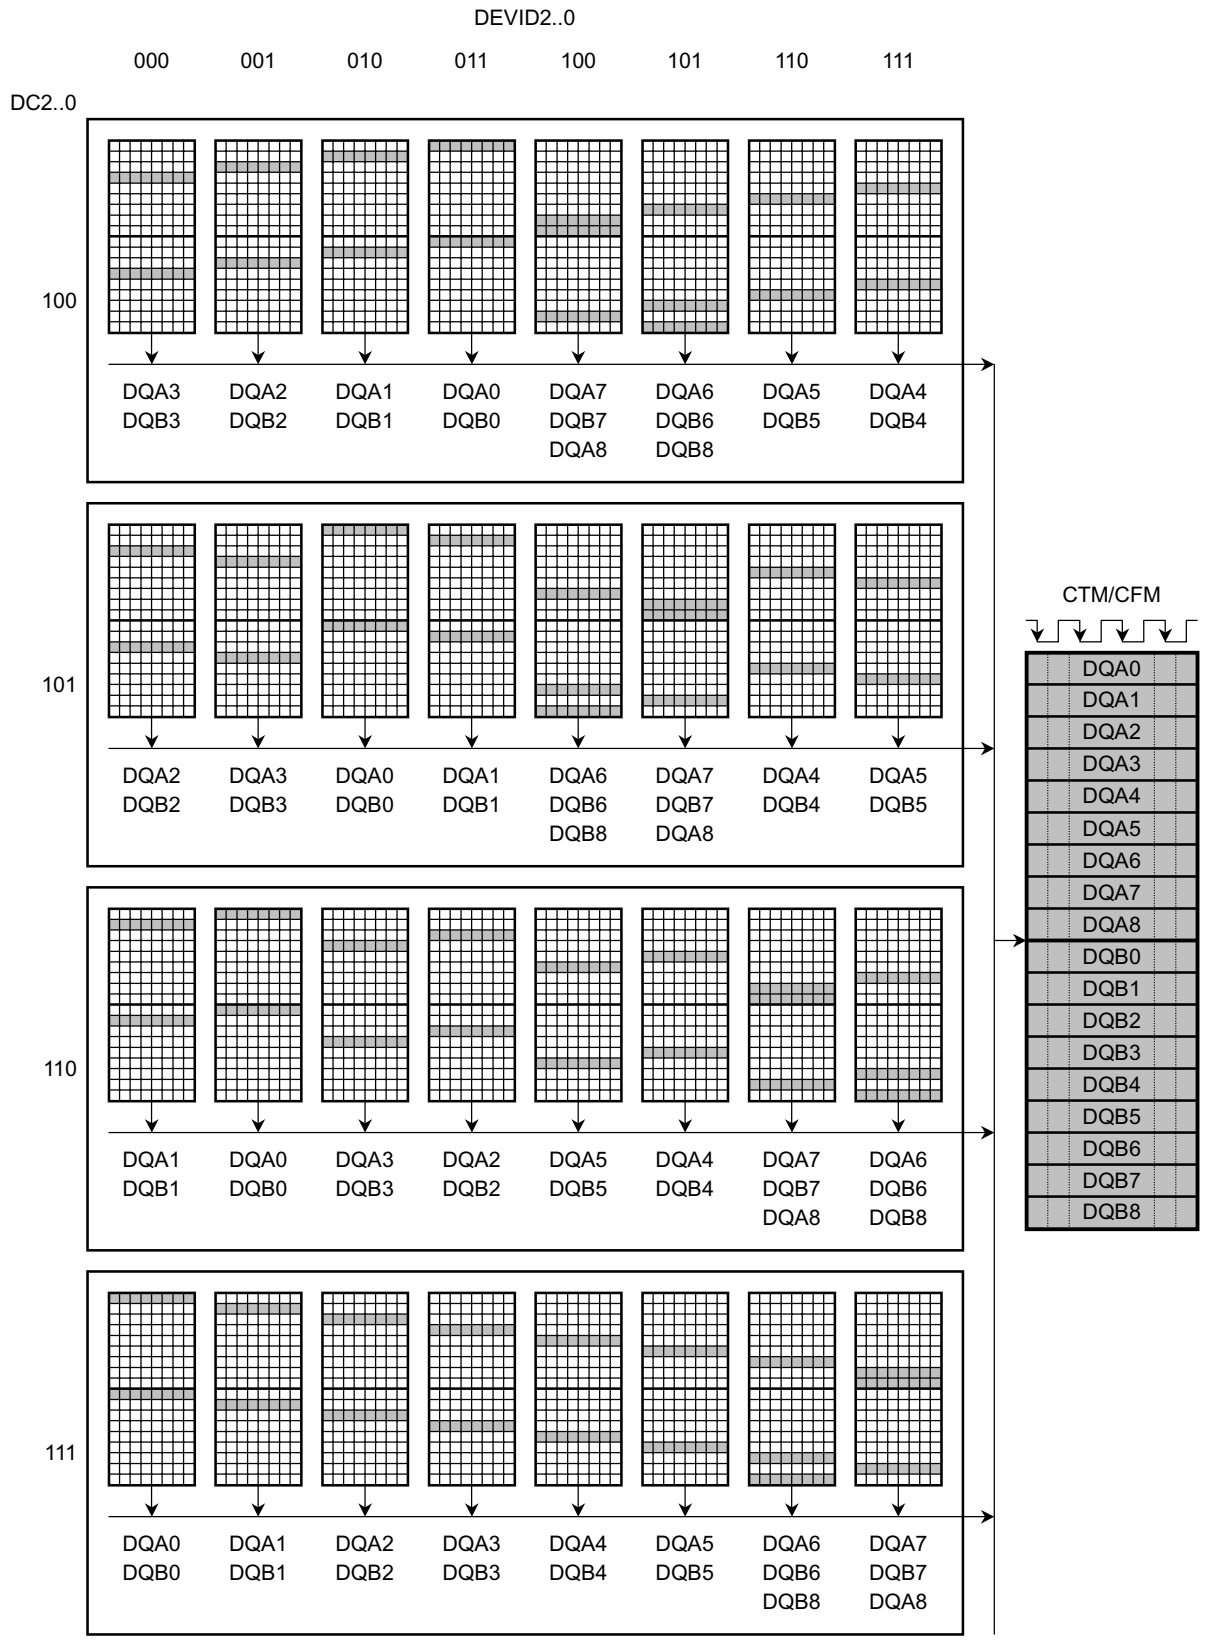 DEVID2..0
000 001 010 011 100 101 110 111
DC2..0
100
DQA3 DQA2 DQA1 DQA0 DQA7 DQA6 DQA5 DQA4
DQB3 DQB2 DQB1 DQB0 DQB7 DQB6 DQB5 DQB4
DQA8 DQB8
101
DQA2 DQA3 DQA0 DQA1 DQA6 DQA7 DQA4 DQA5
DQB2 DQB3 DQB0 DQB1 DQB6 DQB7 DQB4 DQB5
DQB8 DQA8
110
DQA1 DQA0 DQA3 DQA2 DQA5 DQA4 DQA7 DQA6
DQB1 DQB0 DQB3 DQB2 DQB5 DQB4 DQB7 DQB6
DQA8 DQB8
111
DQA0 DQA1 DQA2 DQA3 DQA4 DQA5 DQA6 DQA7
DQB0 DQB1 DQB2 DQB3 DQB4 DQB5 DQB6 DQB7
DQB8 DQA8
CTM/CFM
DQA0
DQA1
DQA2
DQA3
DQA4
DQA5
DQA6
DQA7
DQA8
DQB0
DQB1
DQB2
DQB3
DQB4
DQB5
DQB6
DQB7
DQB8